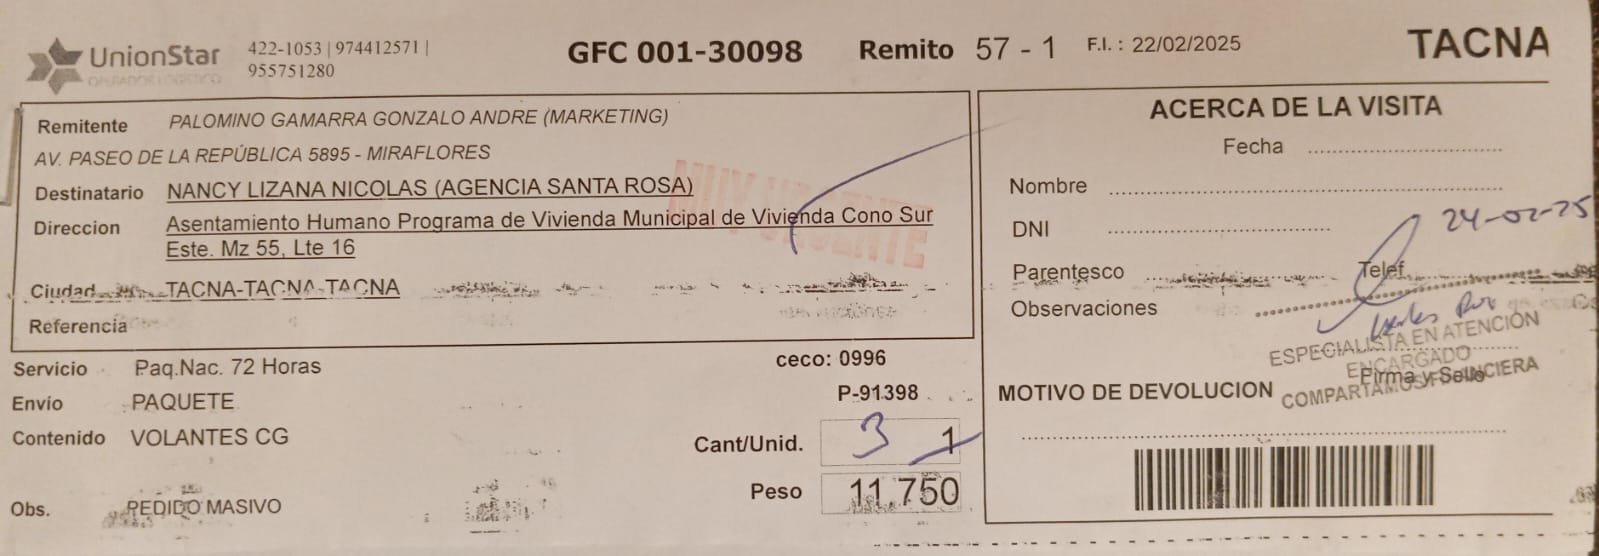 UnionStar
OPERADOR LOGISTICO
422-1053 | 974412571 |
955751280
GFC 001-30098
Remito 57 - 1
F.I. : 22/02/2025
TACNA
Remitente PALOMINO GAMARRA GONZALO ANDRE (MARKETING)
AV. PASEO DE LA REPÚBLICA 5895 - MIRAFLORES
Destinatario NANCY LIZANA NICOLAS (AGENCIA SANTA ROSA)
Direccion Asentamiento Humano Programa de Vivienda Municipal de Vivienda Cono Sur
Este. Mz 55, Lte 16
MUY URGENTE
Ciudad TACNA-TACNA-TACNA
Referencia
Servicio Paq.Nac. 72 Horas
ceco: 0996
Envío PAQUETE
P-91398
Contenido VOLANTES CG
Cant/Unid. 3 1
Peso 11.750
Obs. PEDIDO MASIVO
ACERCA DE LA VISITA
Fecha
Nombre
DNI
24-02-25
Parentesco Telef
Observaciones
ESPECIALISTA EN ATENCIÓN
ENCARGADO
COMPARTAMOS FINANCIERA
Firma y Sello
MOTIVO DE DEVOLUCION